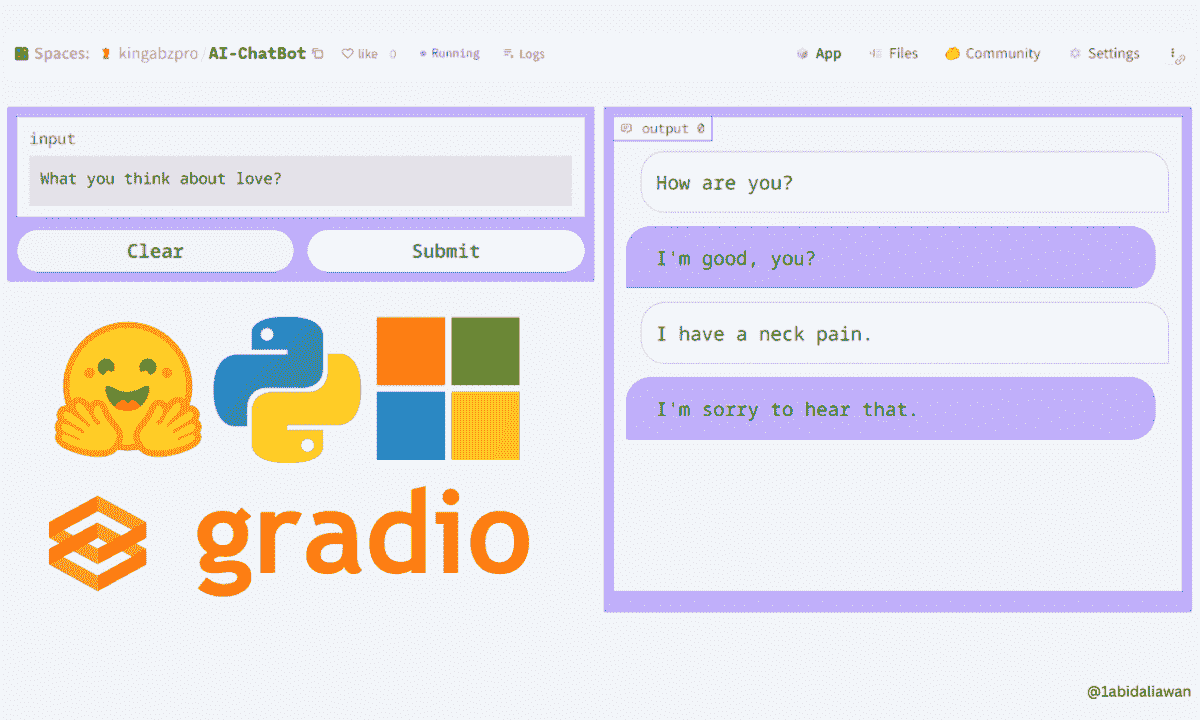 Spaces: kingabzpro/AI-ChatBot like 0 Running Logs App Files Community Settings
input
What you think about love?
Clear Submit
output 0
How are you?
I'm good, you?
I have a neck pain.
I'm sorry to hear that.
gradio
@1abidaliawan